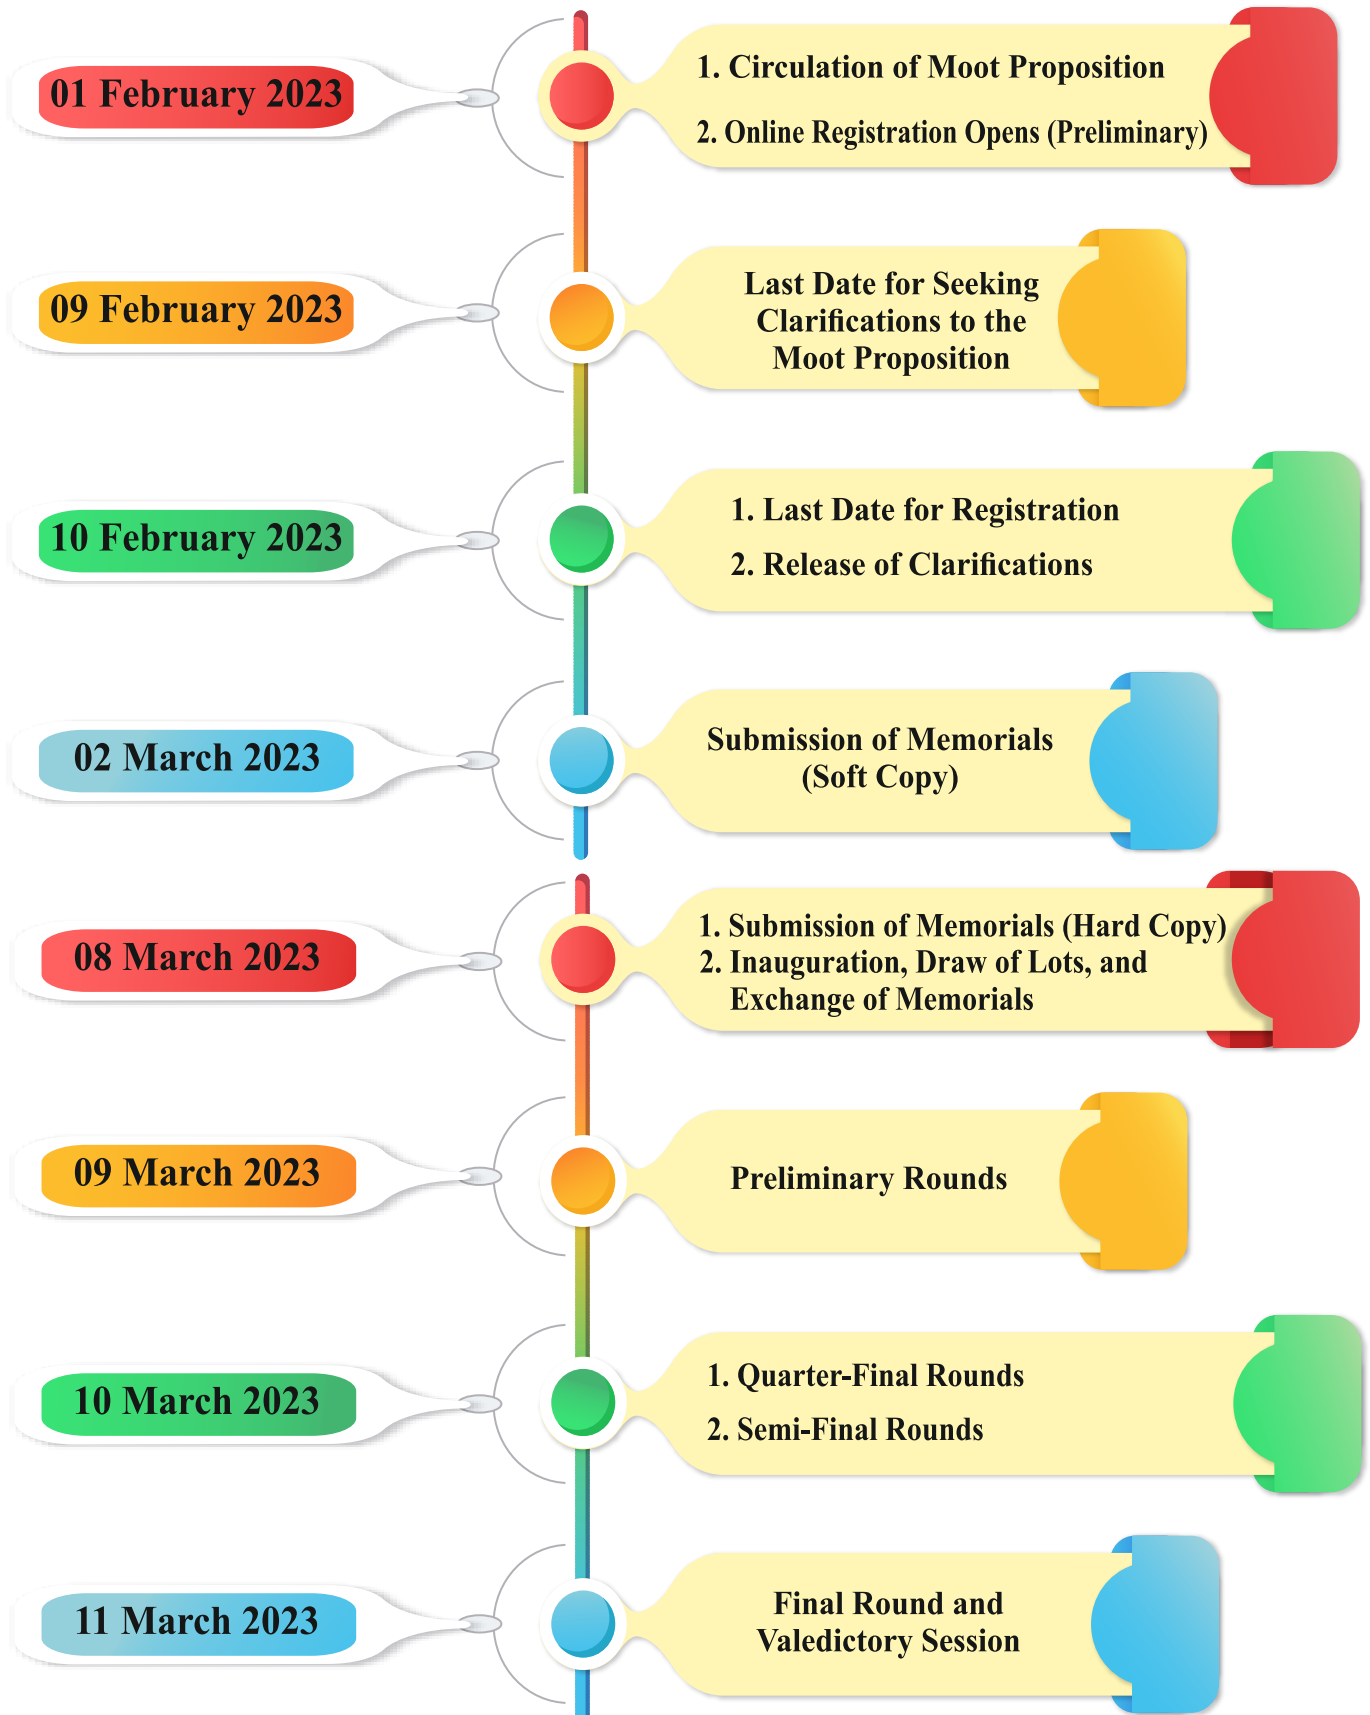 01 February 2023
1. Circulation of Moot Proposition
2. Online Registration Opens (Preliminary)
09 February 2023
Last Date for Seeking
Clarifications to the
Moot Proposition
10 February 2023
1. Last Date for Registration
2. Release of Clarifications
02 March 2023
Submission of Memorials
(Soft Copy)
08 March 2023
1. Submission of Memorials (Hard Copy)
2. Inauguration, Draw of Lots, and
Exchange of Memorials
09 March 2023
Preliminary Rounds
10 March 2023
1. Quarter-Final Rounds
2. Semi-Final Rounds
11 March 2023
Final Round and
Valedictory Session